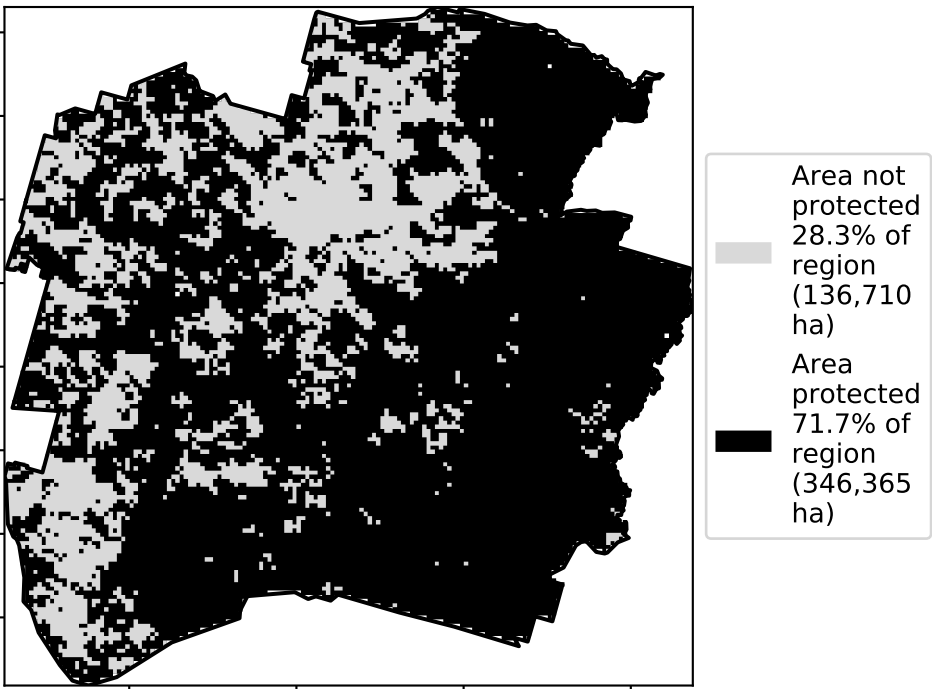 Area not
protected
28.3% of
region
(136,710
ha)
Area
protected
71.7% of
region
(346,365
ha)